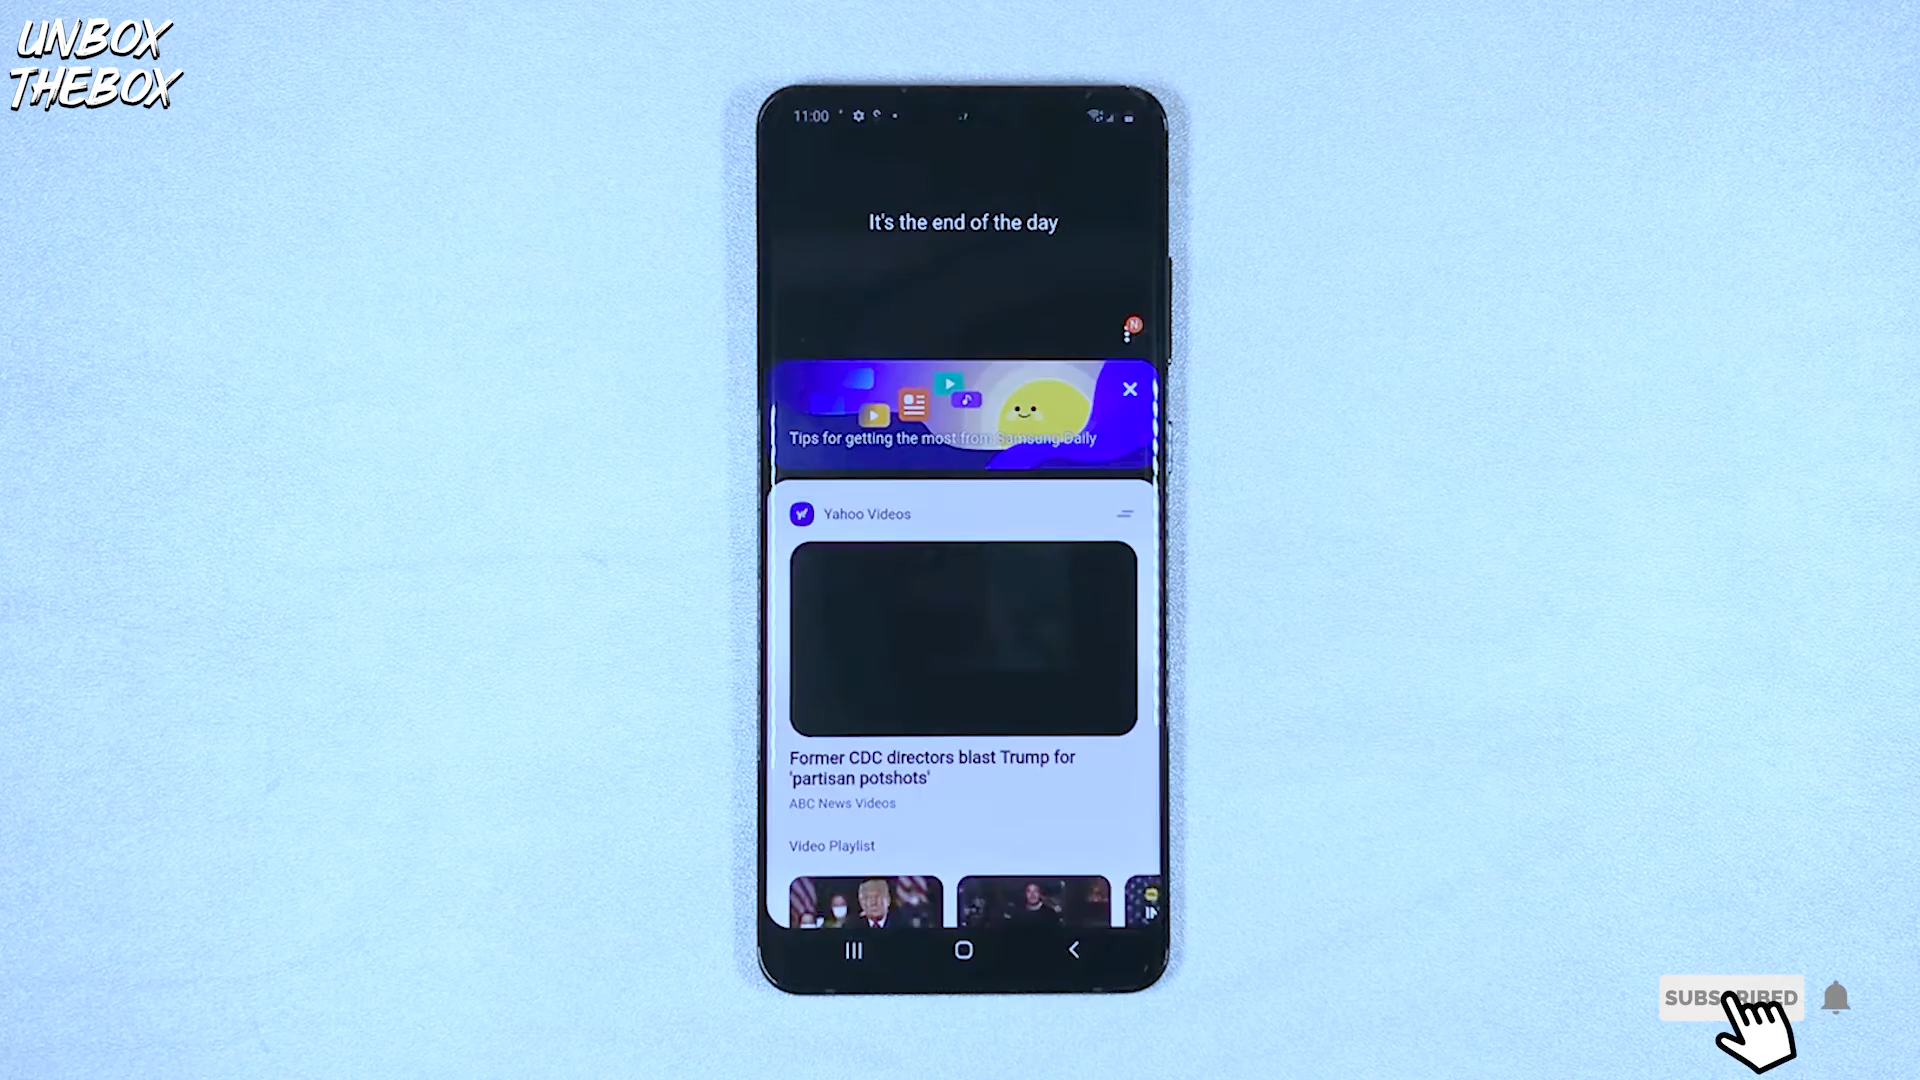 UNBOX
THEBOX
11:00
It's the end of the day
N
Tips for getting the most from Samsung Daily
Yahoo Videos
Former CDC directors blast Trump for
'partisan potshots'
ABC News Videos
Video Playlist
SUBSCRIBED